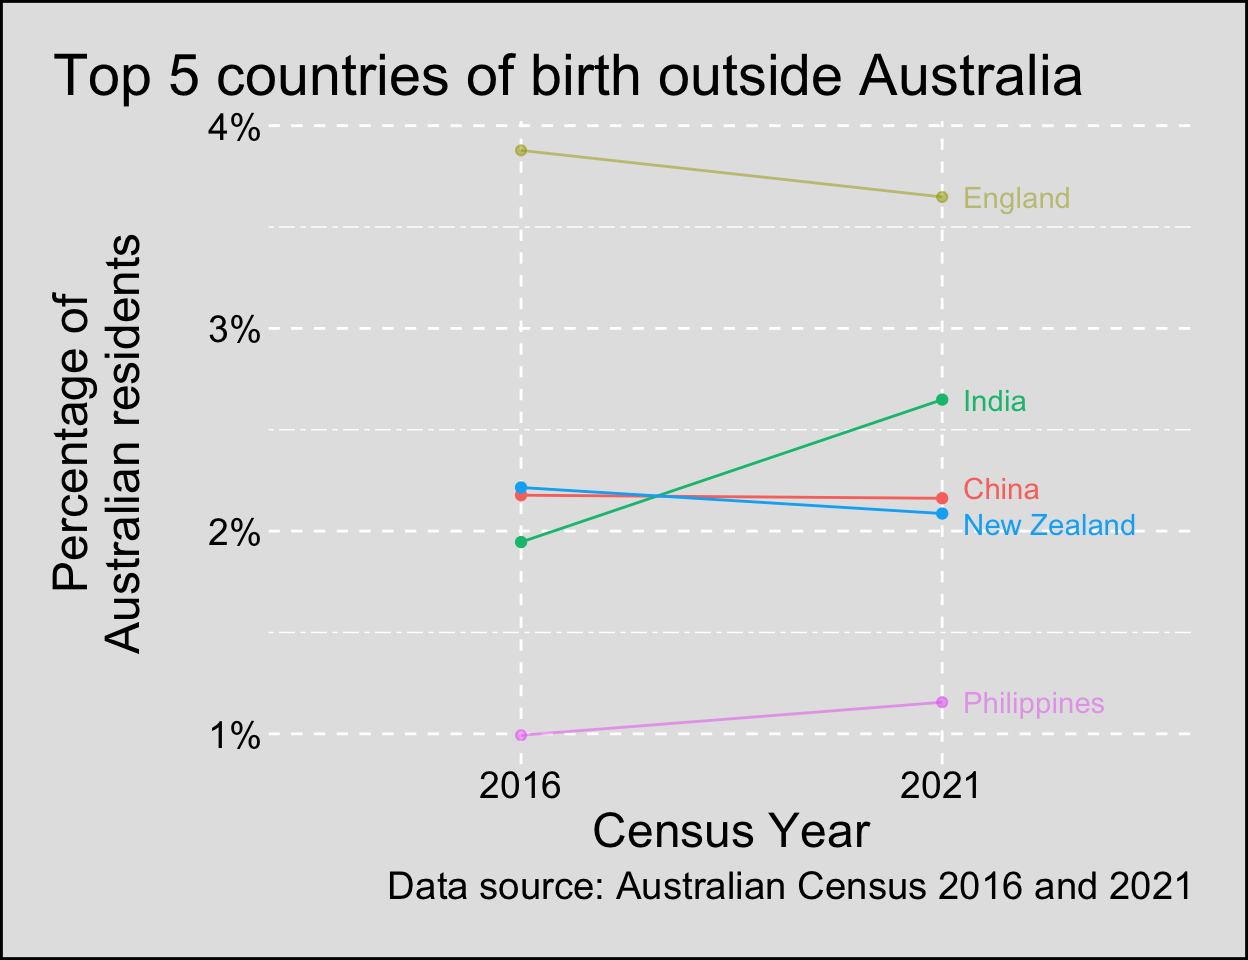 Top 5 countries of birth outside Australia
4%
3%
2%
1%
Percentage of
Australian residents
England
India
China
New Zealand
Philippines
2016
2021
Census Year
Data source: Australian Census 2016 and 2021